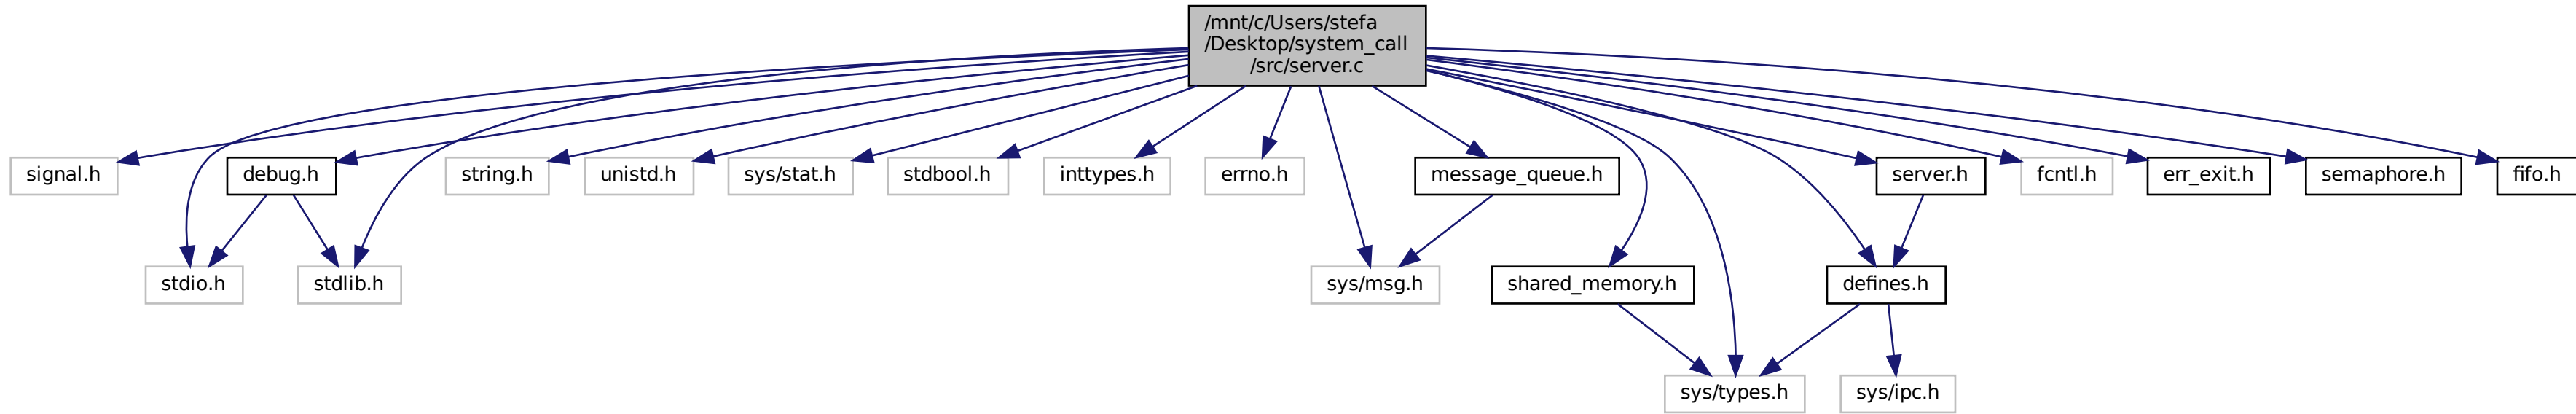 /mnt/c/Users/stefa
/Desktop/system_call
/src/server.c
signal.h
debug.h
string.h
unistd.h
sys/stat.h
stdbool.h
inttypes.h
errno.h
message_queue.h
server.h
fcntl.h
err_exit.h
semaphore.h
fifo.h
stdio.h
stdlib.h
sys/msg.h
shared_memory.h
defines.h
sys/types.h
sys/ipc.h